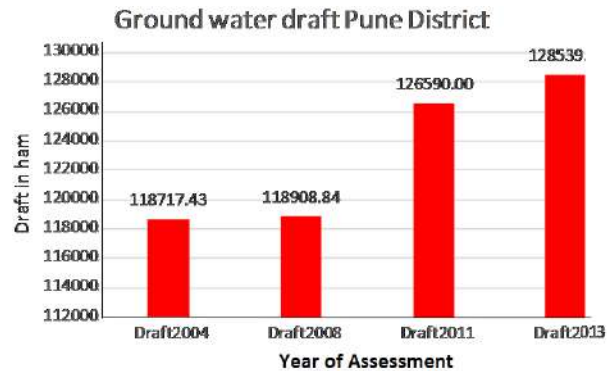 Ground water draft Pune District
130000
128000
126000
124000
122000
120000
118000
116000
114000
112000
Draft in ham
118717.43
118908.84
126590.00
128539.
Draft2004
Draft2008
Draft2011
Draft2013
Year of Assessment